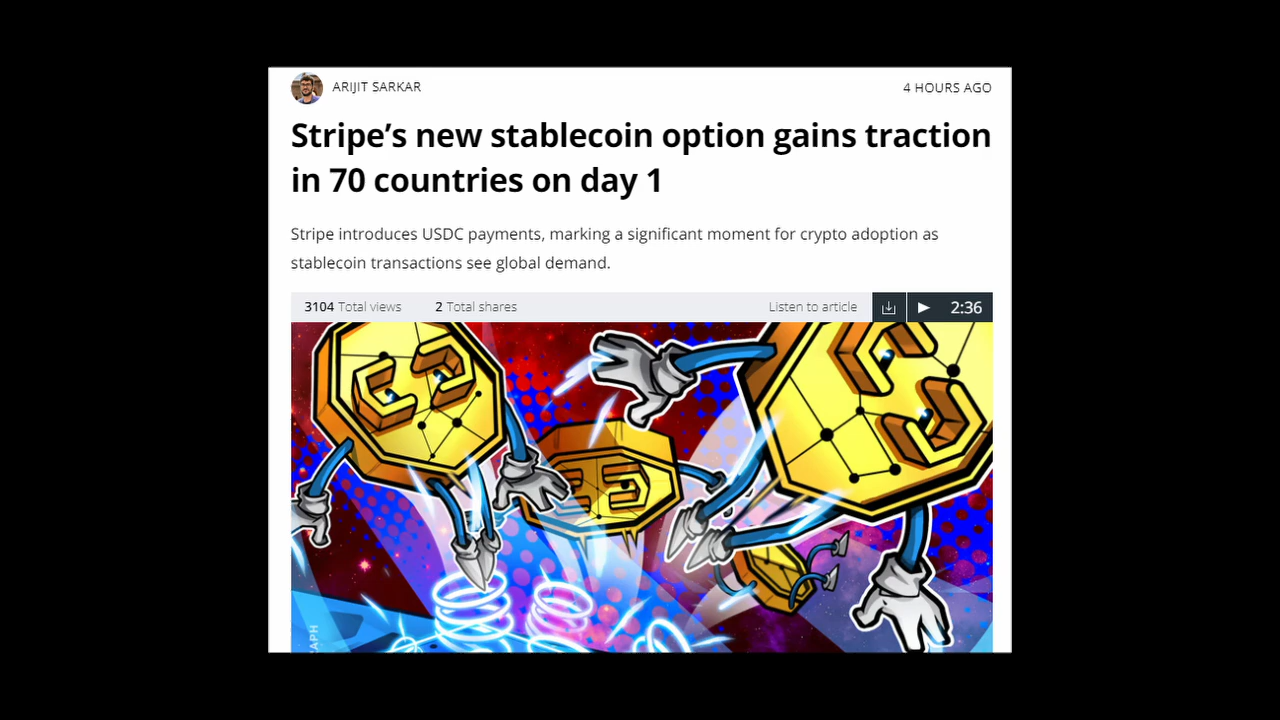 ARIJIT SARKAR
4 HOURS AGO
Stripe's new stablecoin option gains traction
in 70 countries on day 1
Stripe introduces USDC payments, marking a significant moment for crypto adoption as
stablecoin transactions see global demand.
3104 Total views 2 Total shares Listen to article 2:36